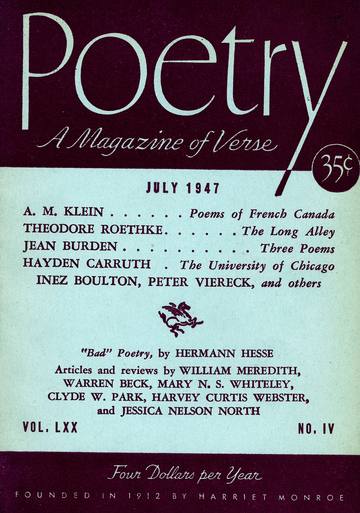 Poetry
A Magazine of Verse
35¢
JULY 1947
A. M. KLEIN . . . . . . Poems of French Canada
THEODORE ROETHKE . . . . . . The Long Alley
JEAN BURDEN . . . . . . . . . . Three Poems
HAYDEN CARRUTH . The University of Chicago
INEZ BOULTON, PETER VIERECK, and others
"Bad" Poetry, by HERMANN HESSE
Articles and reviews by WILLIAM MEREDITH,
WARREN BECK, MARY N. S. WHITELEY,
CLYDE W. PARK, HARVEY CURTIS WEBSTER,
and JESSICA NELSON NORTH
VOL. LXX NO. IV
Four Dollars per Year
FOUNDED IN 1912 BY HARRIET MONROE